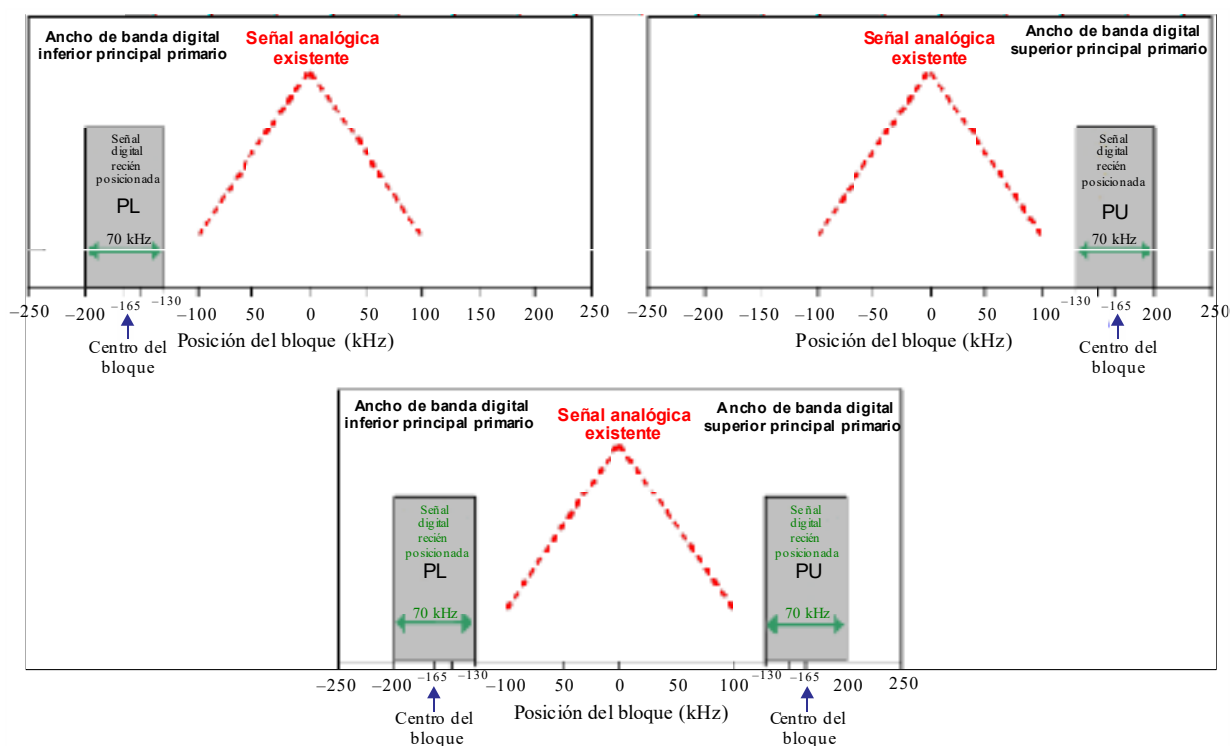 Ancho de banda digital
inferior principal primario
Señal analógica
existente
Señal
digital
recién
posicionada
PL
70 kHz
−250
−200
−165
−130
−100
−50
0
50
100
150
200
250
Centro del
bloque
Posición del bloque (kHz)
Señal analógica
existente
Ancho de banda digital
superior principal primario
Señal
digital
recién
posicionada
PU
70 kHz
−250
−200
−100
−50
0
50
100
−130
−165
200
250
Posición del bloque (kHz)
Centro del
bloque
Ancho de banda digital
inferior principal primario
Señal analógica
existente
Ancho de banda digital
superior principal primario
Señal
digital
recién
posicionada
PL
70 kHz
Señal
digital
recién
posicionada
PU
70 kHz
−250
−200
−165
−130
−100
−50
0
50
100
−130
−165
200
250
Centro del
bloque
Posición del bloque (kHz)
Centro del
bloque